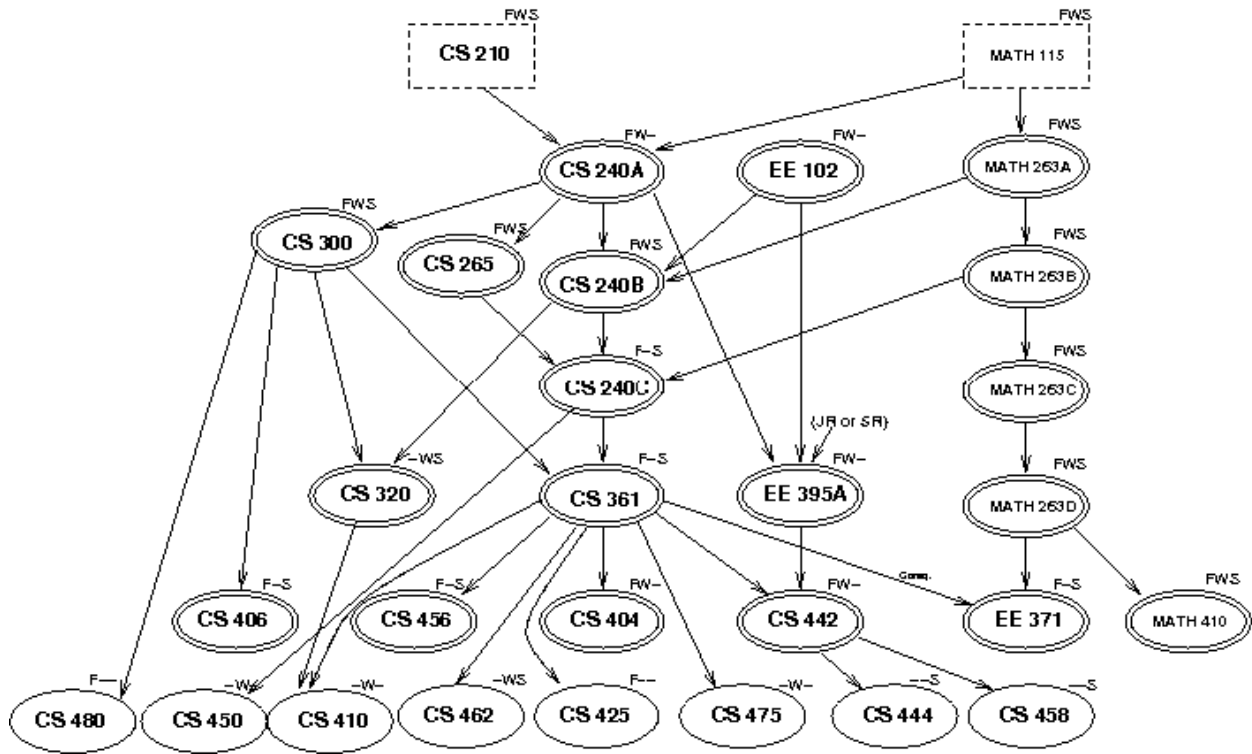 FWS
FWS
CS 210
MATH 115
FW-
FW-
FWS
CS 240A
EE 102
MATH 263A
FWS
FWS
FWS
FWS
CS 300
CS 265
CS 240B
MATH 263B
F-S
FWS
CS 240C
MATH 263C
(JR or SR)
-WS
F-S
FW-
FWS
CS 320
CS 361
EE 395A
MATH 263D
Coreq.
F-S
F-S
FW-
FW-
F-S
FWS
CS 406
CS 456
CS 404
CS 442
EE 371
MATH 410
F--
-W-
-W-
-WS
F--
-W-
--S
--S
CS 480
CS 450
CS 410
CS 462
CS 425
CS 475
CS 444
CS 458